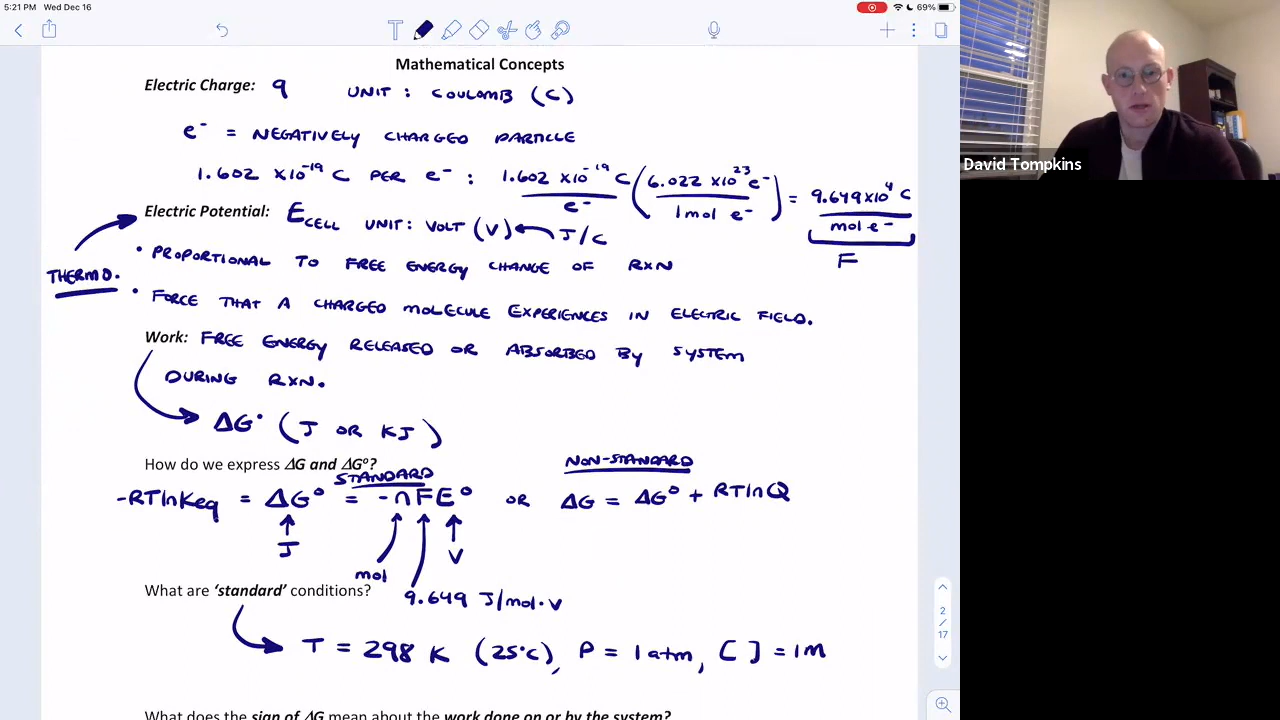 5:21 PM Wed Dec 16
69%
Mathematical Concepts
Electric Charge: q UNIT: COULOMB (C)
e⁻ = NEGATIVELY CHARGED PARTICLE
1.602 x10⁻¹⁹ C PER e⁻ : 1.602 x10⁻¹⁹ C / e⁻ (6.022 x10²³ e⁻ / 1 mol e⁻) = 9.649x10⁴ C / mol e⁻
F
Electric Potential: E CELL UNIT: VOLT (V) J/C
THERMO.
• PROPORTIONAL TO FREE ENERGY CHANGE OF RXN
• FORCE THAT A CHARGED MOLECULE EXPERIENCES IN ELECTRIC FIELD.
Work: FREE ENERGY RELEASED OR ABSORBED BY SYSTEM
DURING RXN.
ΔG° (J OR KJ)
How do we express ΔG and ΔG°?
STANDARD
NON-STANDARD
-RTlnKeq = ΔG° = -nFE° OR ΔG = ΔG° + RTlnQ
J
mol
V
9.649 J/mol·V
What are 'standard' conditions?
T = 298 K (25°C), P = 1 atm, [ ] = 1M
What does the sign of ΔG mean about the work done on or by the system?
2
/
17
David Tompkins